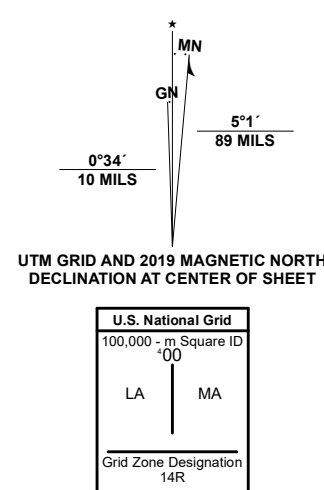 ★
MN
GN
5°1´
89 MILS
0°34´
10 MILS
UTM GRID AND 2019 MAGNETIC NORTH
DECLINATION AT CENTER OF SHEET
U.S. National Grid
100,000 - m Square ID
⁴00
LA MA
Grid Zone Designation
14R